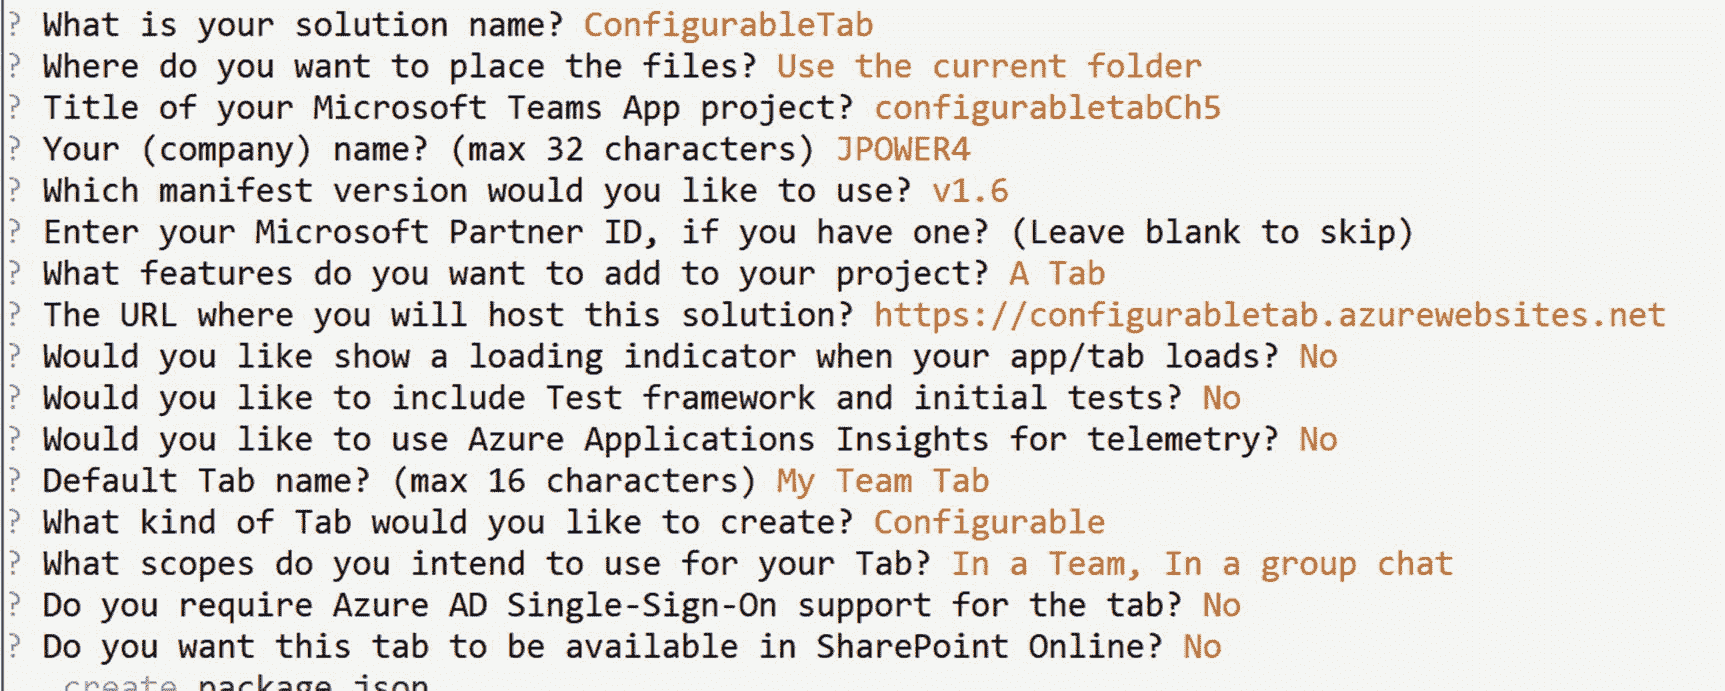 ? What is your solution name? ConfigurableTab
? Where do you want to place the files? Use the current folder
? Title of your Microsoft Teams App project? configurabletabCh5
? Your (company) name? (max 32 characters) JPOWER4
? Which manifest version would you like to use? v1.6
? Enter your Microsoft Partner ID, if you have one? (Leave blank to skip)
? What features do you want to add to your project? A Tab
? The URL where you will host this solution? https://configurabletab.azurewebsites.net
? Would you like show a loading indicator when your app/tab loads? No
? Would you like to include Test framework and initial tests? No
? Would you like to use Azure Applications Insights for telemetry? No
? Default Tab name? (max 16 characters) My Team Tab
? What kind of Tab would you like to create? Configurable
? What scopes do you intend to use for your Tab? In a Team, In a group chat
? Do you require Azure AD Single-Sign-On support for the tab? No
? Do you want this tab to be available in SharePoint Online? No
create package.json